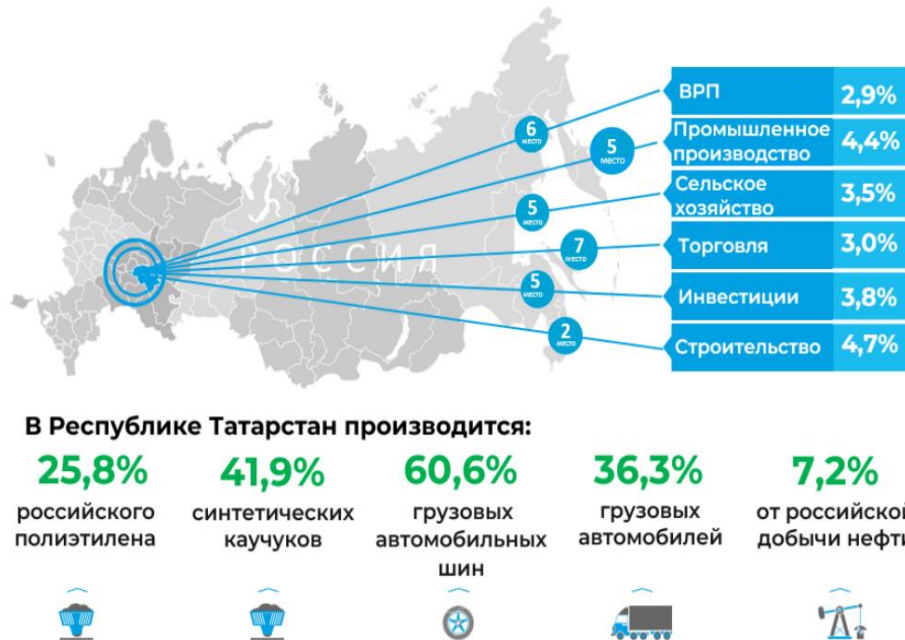 РОССИЯ
6
место
5
место
5
место
7
место
5
место
2
место
ВРП 2,9%
Промышленное
производство 4,4%
Сельское
хозяйство 3,5%
Торговля 3,0%
Инвестиции 3,8%
Строительство 4,7%
В Республике Татарстан производится:
25,8%
российского
полиэтилена
41,9%
синтетических
каучуков
60,6%
грузовых
автомобильных
шин
36,3%
грузовых
автомобилей
7,2%
от российской
добычи нефти